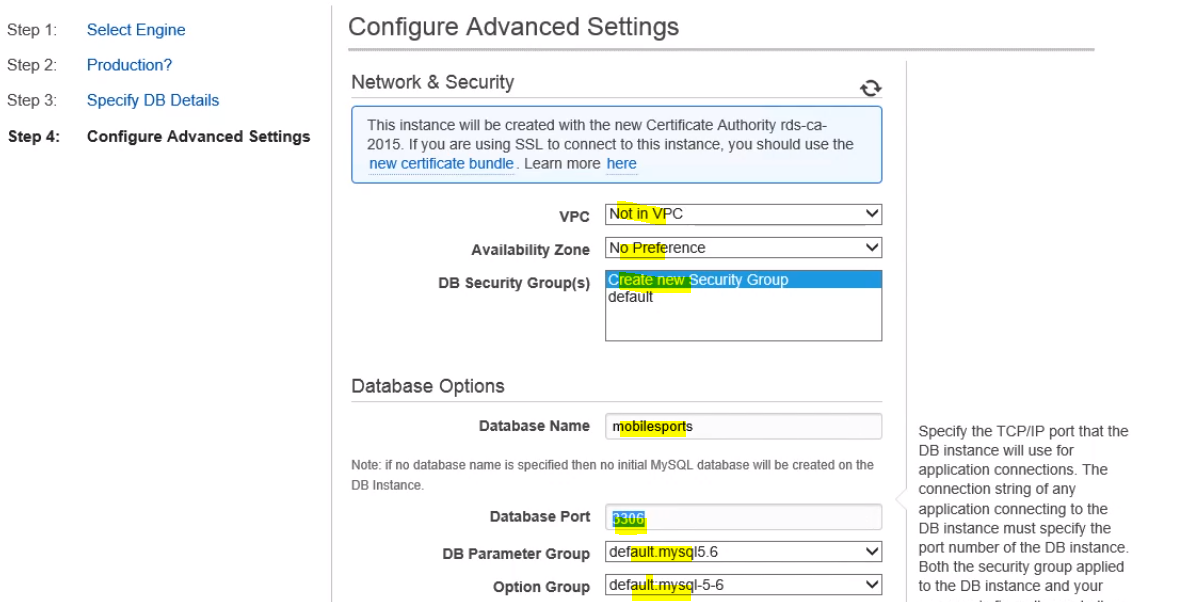 Step 1: Select Engine
Step 2: Production?
Step 3: Specify DB Details
Step 4: Configure Advanced Settings
Configure Advanced Settings
Network & Security
This instance will be created with the new Certificate Authority rds-ca-
2015. If you are using SSL to connect to this instance, you should use the
new certificate bundle. Learn more here
VPC Not in VPC
Availability Zone No Preference
DB Security Group(s) Create new Security Group
default
Database Options
Database Name mobilesports
Note: if no database name is specified then no initial MySQL database will be created on the
DB Instance.
Database Port 3306
DB Parameter Group default.mysql5.6
Option Group default:mysql-5-6
Specify the TCP/IP port that the
DB instance will use for
application connections. The
connection string of any
application connecting to the
DB instance must specify the
port number of the DB instance.
Both the security group applied
to the DB instance and your